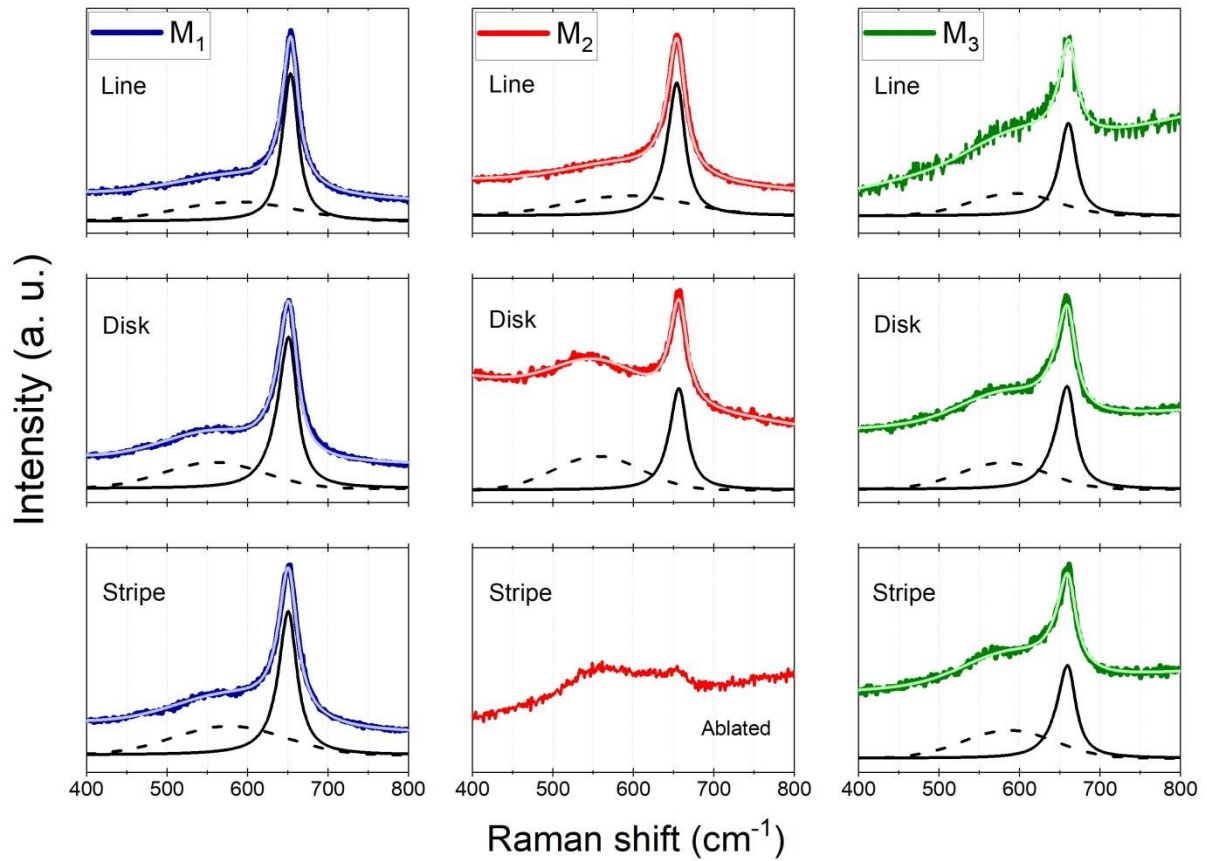 M₁
M₂
M₃
Line
Line
Line
Disk
Disk
Disk
Stripe
Stripe
Stripe
Ablated
Intensity (a. u.)
400 500 600 700 800
400 500 600 700 800
400 500 600 700 800
Raman shift (cm⁻¹)